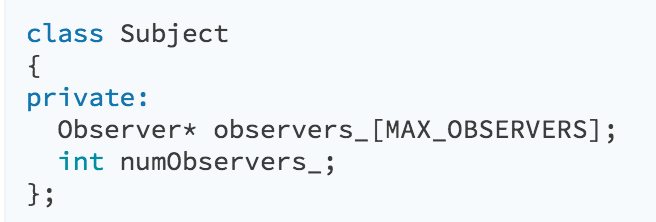 class Subject
{
private:
  Observer* observers_[MAX_OBSERVERS];
  int numObservers_;
};